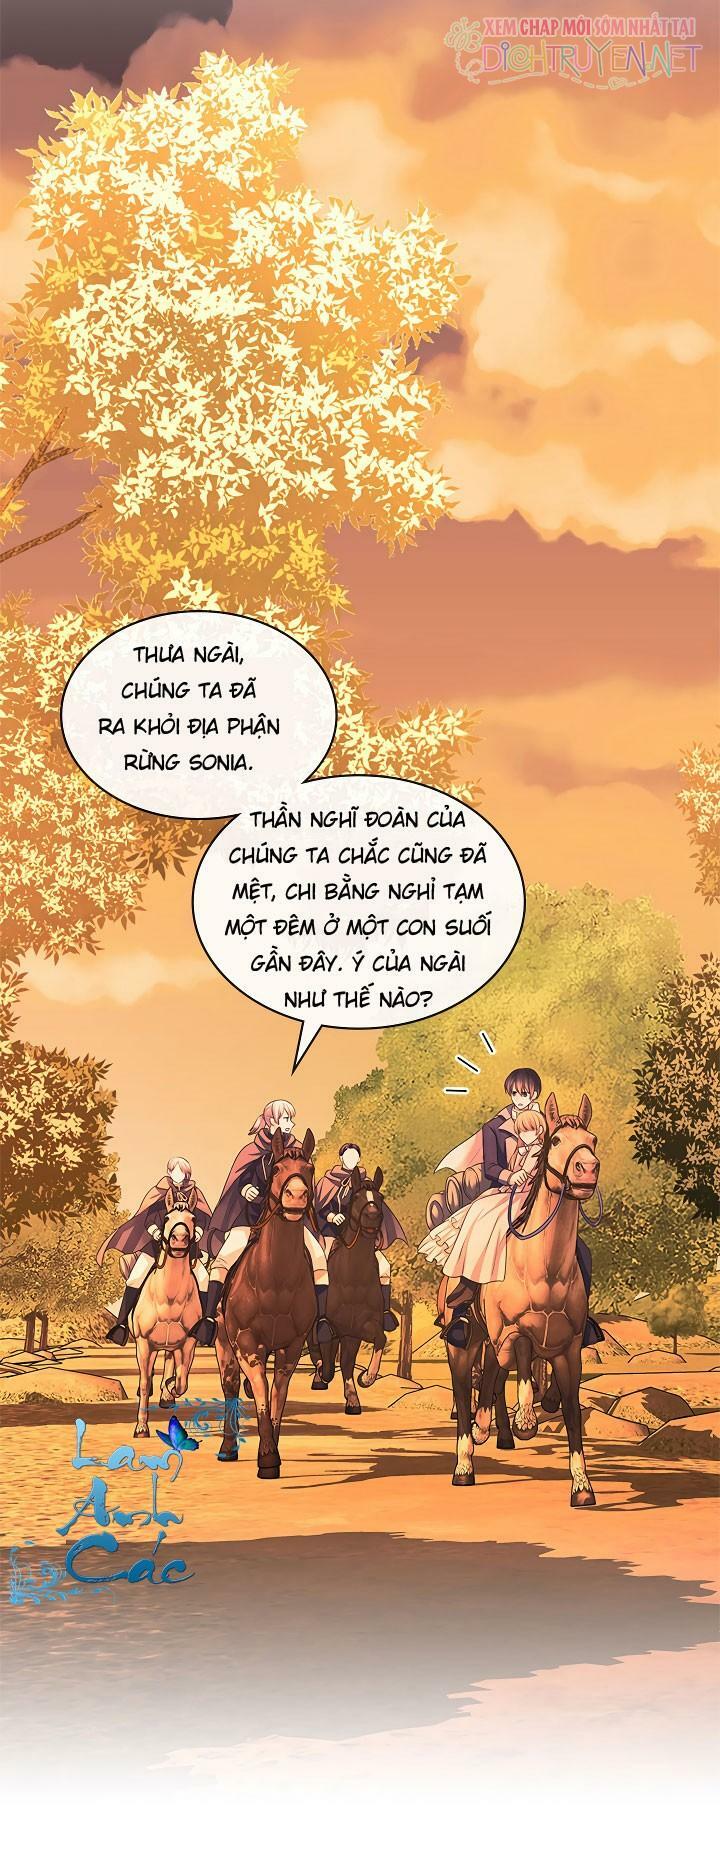 XEM CHAP MỚI SỚM NHẤT TẠI
DICHTRUYEN.NET
THƯA NGÀI,
CHÚNG TA ĐÃ
RA KHỎI ĐỊA PHẬN
RỪNG SONIA.
THẦN NGHĨ ĐOÀN CỦA
CHÚNG TA CHẮC CŨNG ĐÃ
MỆT, CHI BẰNG NGHỈ TẠM
MỘT ĐÊM Ở MỘT CON SUỐI
GẦN ĐÂY. Ý CỦA NGÀI
NHƯ THẾ NÀO?
Lam
Anh
Các